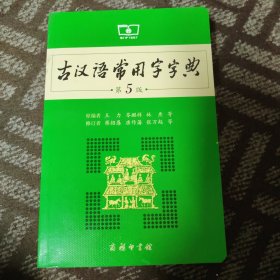 古汉语常用字字典
第5版
原编者 王力 岑麒祥 林焘 等
修订者 蒋绍愚 唐作藩 张万起 等
商务印书馆